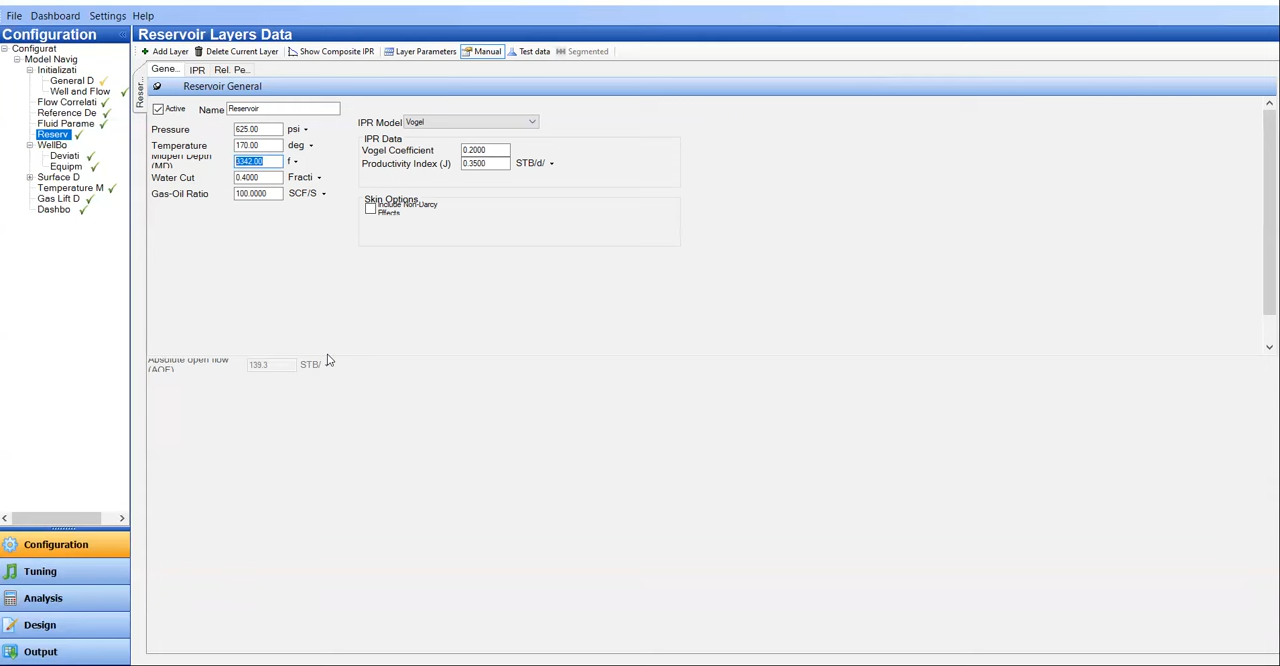 File Dashboard Settings Help
Configuration «
Reservoir Layers Data
Configurat
Model Navig
Initializati
General D
Well and Flow
Flow Correlati
Reference De
Fluid Parame
Reserv
WellBo
Deviati
Equipm
Surface D
Temperature M
Gas Lift D
Dashbo
Add Layer Delete Current Layer Show Composite IPR Layer Parameters Manual Test data Segmented
Gene... IPR Rel. Pe...
Reser...
Reservoir General
Active Name Reservoir
Pressure 625.00 psi
Temperature 170.00 deg
Midperf Depth (MD) 3342.00 f
Water Cut 0.4000 Fracti
Gas-Oil Ratio 100.0000 SCF/S
IPR Model Vogel
IPR Data
Vogel Coefficient 0.2000
Productivity Index (J) 0.3500 STB/d/
Skin Options
Include Non-Darcy
Effects
Absolute open flow
(AOF) 139.3 STB/
Configuration
Tuning
Analysis
Design
Output